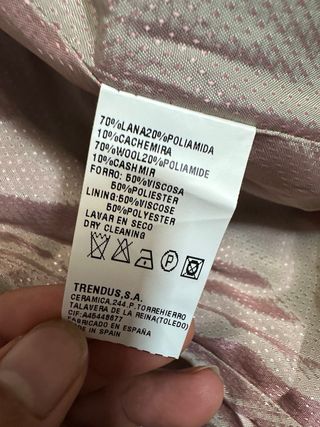 70%LANA20%POLIAMIDA
10%CACHEMIRA
70%WOOL20%POLIAMIDE
10%CASHMIR
FORRO: 50%VISCOSA
50%POLIESTER
LINING:50%VISCOSE
50%POLYESTER
LAVAR EN SECO
DRY CLEANING
P
TRENDUS,S.A.
CERAMICA,244.P.TORREHIERRO
TALAVERA DE LA REINA(TOLEDO)
CIF:A45448677
FABRICADO EN ESPAÑA
MADE IN SPAIN